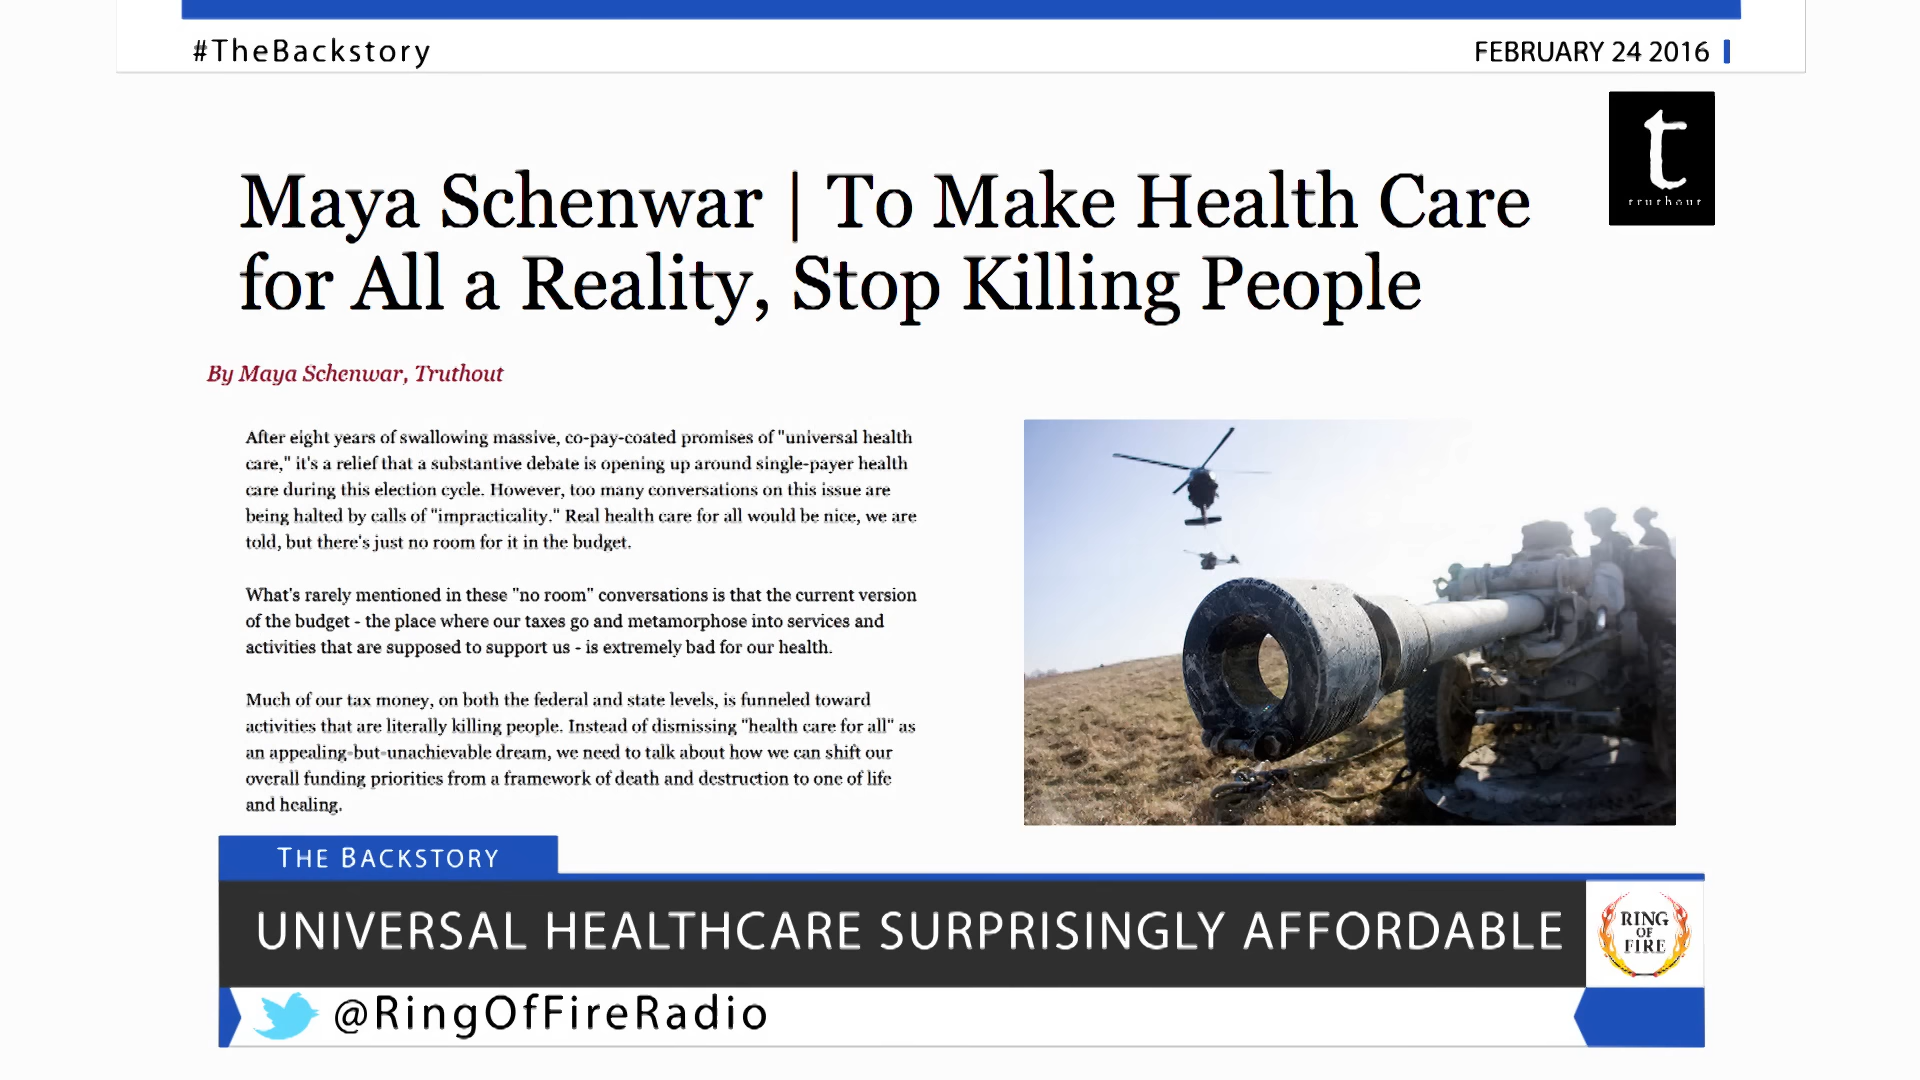 #TheBackstory
FEBRUARY 24 2016
t
truthout
Maya Schenwar | To Make Health Care
for All a Reality, Stop Killing People
By Maya Schenwar, Truthout
After eight years of swallowing massive, co-pay-coated promises of "universal health
care," it's a relief that a substantive debate is opening up around single-payer health
care during this election cycle. However, too many conversations on this issue are
being halted by calls of "impracticality." Real health care for all would be nice, we are
told, but there's just no room for it in the budget.
What's rarely mentioned in these "no room" conversations is that the current version
of the budget - the place where our taxes go and metamorphose into services and
activities that are supposed to support us - is extremely bad for our health.
Much of our tax money, on both the federal and state levels, is funneled toward
activities that are literally killing people. Instead of dismissing "health care for all" as
an appealing-but-unachievable dream, we need to talk about how we can shift our
overall funding priorities from a framework of death and destruction to one of life
and healing.
THE BACKSTORY
UNIVERSAL HEALTHCARE SURPRISINGLY AFFORDABLE
RING
OF
FIRE
@RingOfFireRadio